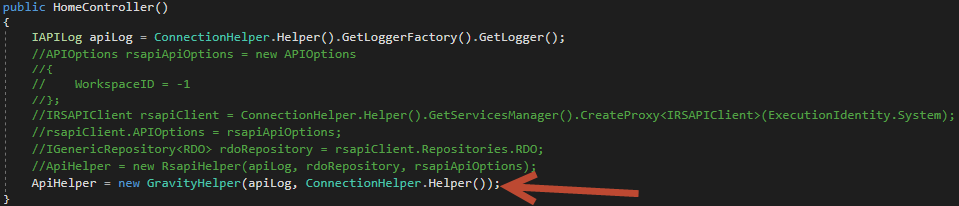 public HomeController()
{
    IAPILog apiLog = ConnectionHelper.Helper().GetLoggerFactory().GetLogger();
    //APIOptions rsapiApiOptions = new APIOptions
    //{
    //    WorkspaceID = -1
    //};
    //IRSAPIClient rsapiClient = ConnectionHelper.Helper().GetServicesManager().CreateProxy<IRSAPIClient>(ExecutionIdentity.System);
    //rsapiClient.APIOptions = rsapiApiOptions;
    //IGenericRepository<RDO> rdoRepository = rsapiClient.Repositories.RDO;
    //ApiHelper = new RsapiHelper(apiLog, rdoRepository, rsapiApiOptions);
    ApiHelper = new GravityHelper(apiLog, ConnectionHelper.Helper());
}